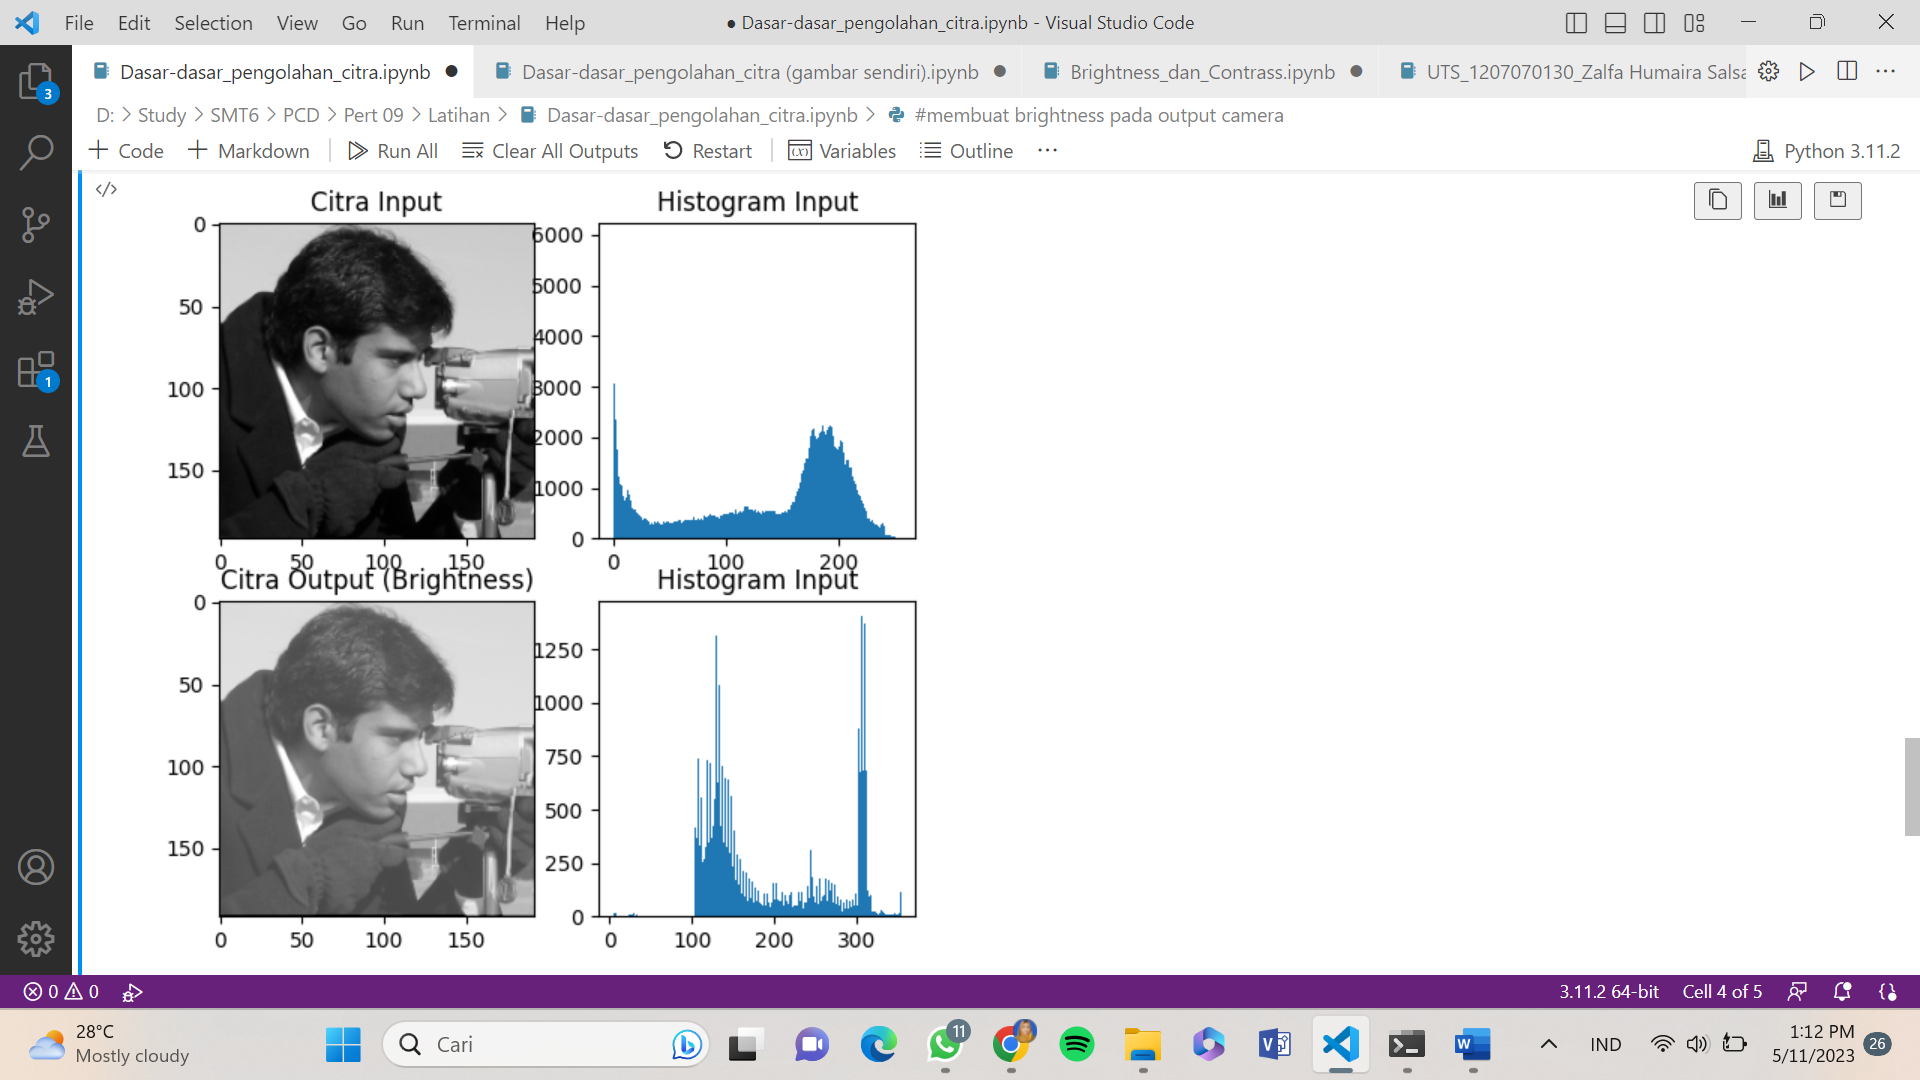 File Edit Selection View Go Run Terminal Help
● Dasar-dasar_pengolahan_citra.ipynb - Visual Studio Code
Dasar-dasar_pengolahan_citra.ipynb ●
Dasar-dasar_pengolahan_citra (gambar sendiri).ipynb ●
Brightness_dan_Contrass.ipynb ●
UTS_1207070130_Zalfa Humaira Salsa
D: > Study > SMT6 > PCD > Pert 09 > Latihan > Dasar-dasar_pengolahan_citra.ipynb > #membuat brightness pada output camera
+ Code + Markdown Run All Clear All Outputs Restart Variables Outline ···
Python 3.11.2
3
1
</>
Citra Input
0
50
100
150
0 50 100 150
Histogram Input
6000
5000
4000
3000
2000
1000
0
0 100 200
Citra Output (Brightness)
0
50
100
150
0 50 100 150
Histogram Input
1250
1000
750
500
250
0
0 100 200 300
0 0
3.11.2 64-bit Cell 4 of 5
28°C
Mostly cloudy
Cari
11
IND
1:12 PM
5/11/2023
26